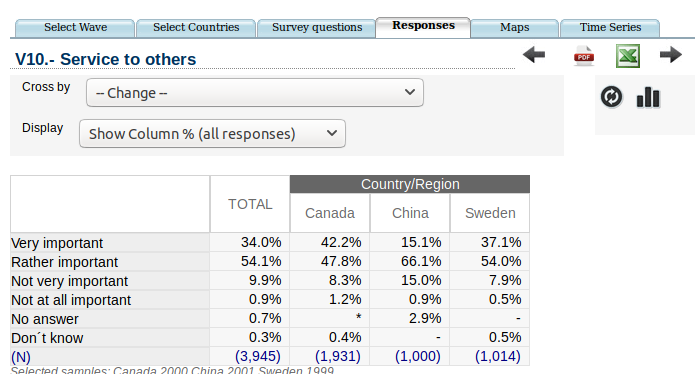 Select Wave Select Countries Survey questions Responses Maps Time Series
V10.- Service to others
PDF
Cross by -- Change --
Display Show Column % (all responses)
Country/Region
TOTAL Canada China Sweden
Very important 34.0% 42.2% 15.1% 37.1%
Rather important 54.1% 47.8% 66.1% 54.0%
Not very important 9.9% 8.3% 15.0% 7.9%
Not at all important 0.9% 1.2% 0.9% 0.5%
No answer 0.7% * 2.9% -
Don´t know 0.3% 0.4% - 0.5%
(N) (3,945) (1,931) (1,000) (1,014)
Selected samples: Canada 2000,China 2001,Sweden 1999